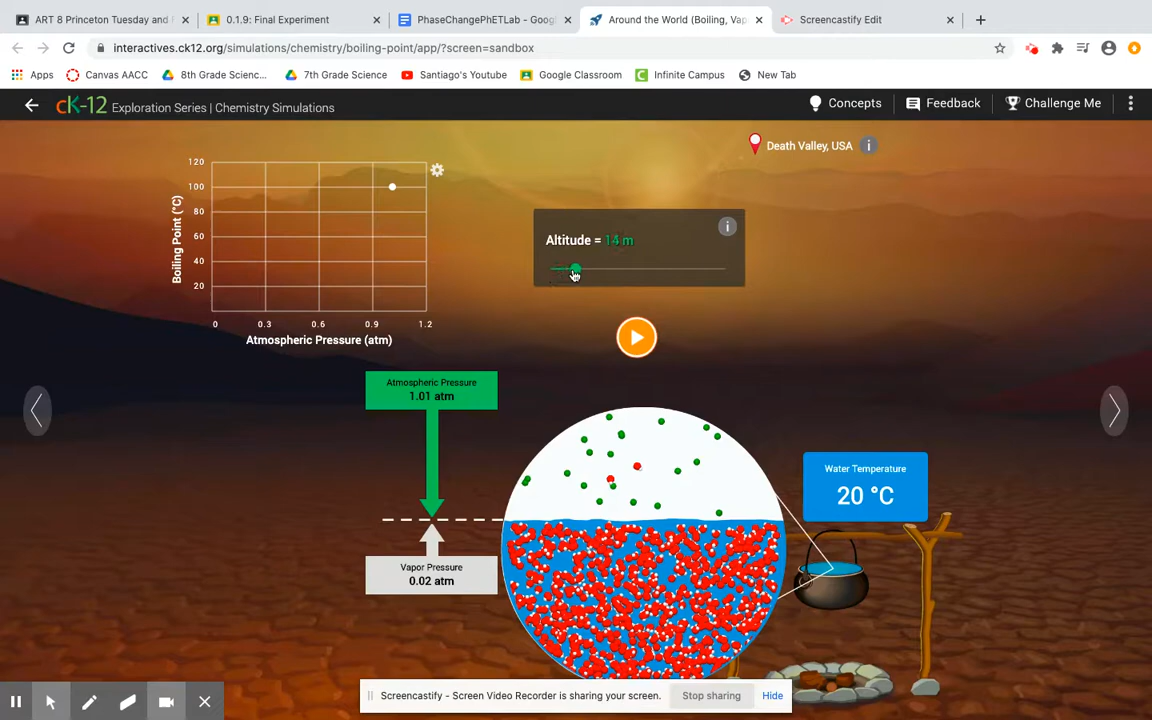 ART 8 Princeton Tuesday and
0.1.9: Final Experiment
PhaseChangePhETLab - Goog
Around the World (Boiling, Vap
Screencastify Edit
interactives.ck12.org/simulations/chemistry/boiling-point/app/?screen=sandbox
Apps
Canvas AACC
8th Grade Scienc...
7th Grade Science
Santiago's Youtube
Google Classroom
Infinite Campus
New Tab
cK-12 Exploration Series | Chemistry Simulations
Concepts
Feedback
Challenge Me
Death Valley, USA i
120
100
80
60
40
20
Boiling Point (°C)
0 0.3 0.6 0.9 1.2
Atmospheric Pressure (atm)
i
Altitude = 14 m
Atmospheric Pressure
1.01 atm
Water Temperature
20 °C
Vapor Pressure
0.02 atm
Screencastify - Screen Video Recorder is sharing your screen.
Stop sharing
Hide